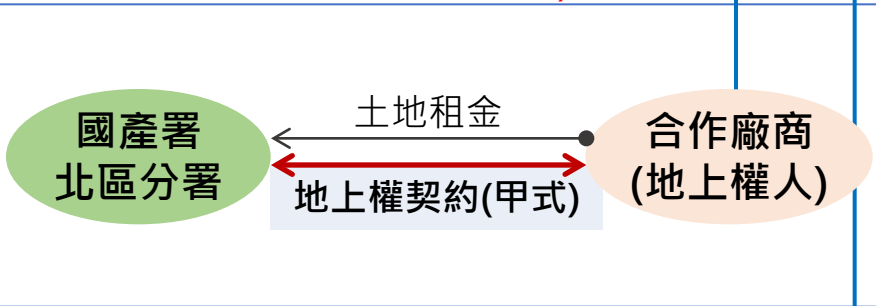 國產署
北區分署
土地租金
地上權契約(甲式)
合作廠商
(地上權人)